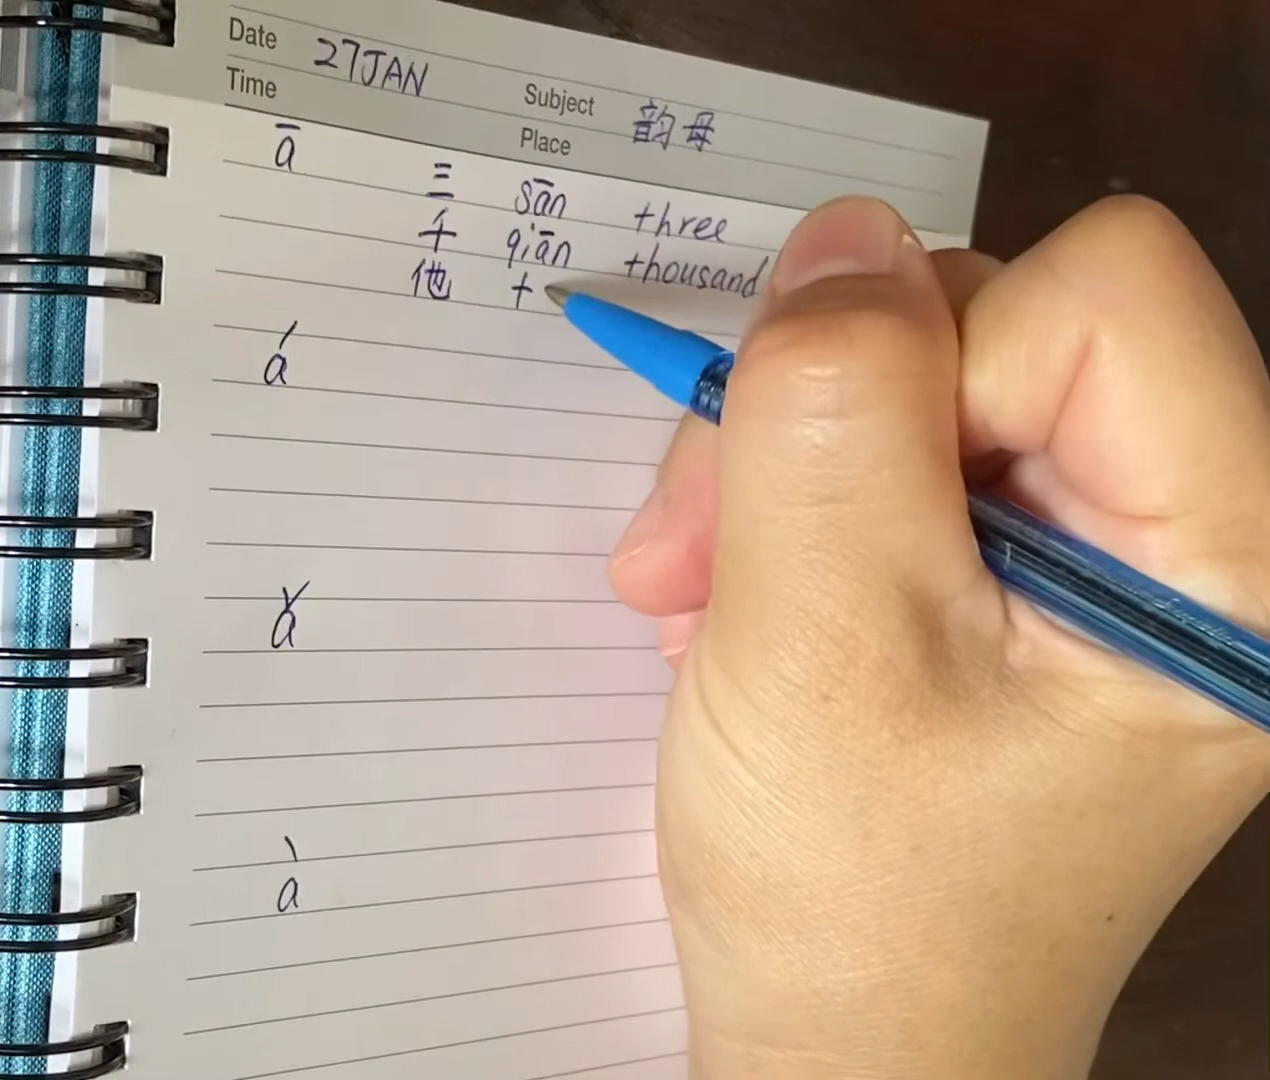 Date 27JAN Subject 韵母
Time Place
ā 三 sān three
千 qiān thousand
他 t
á
ǎ
à